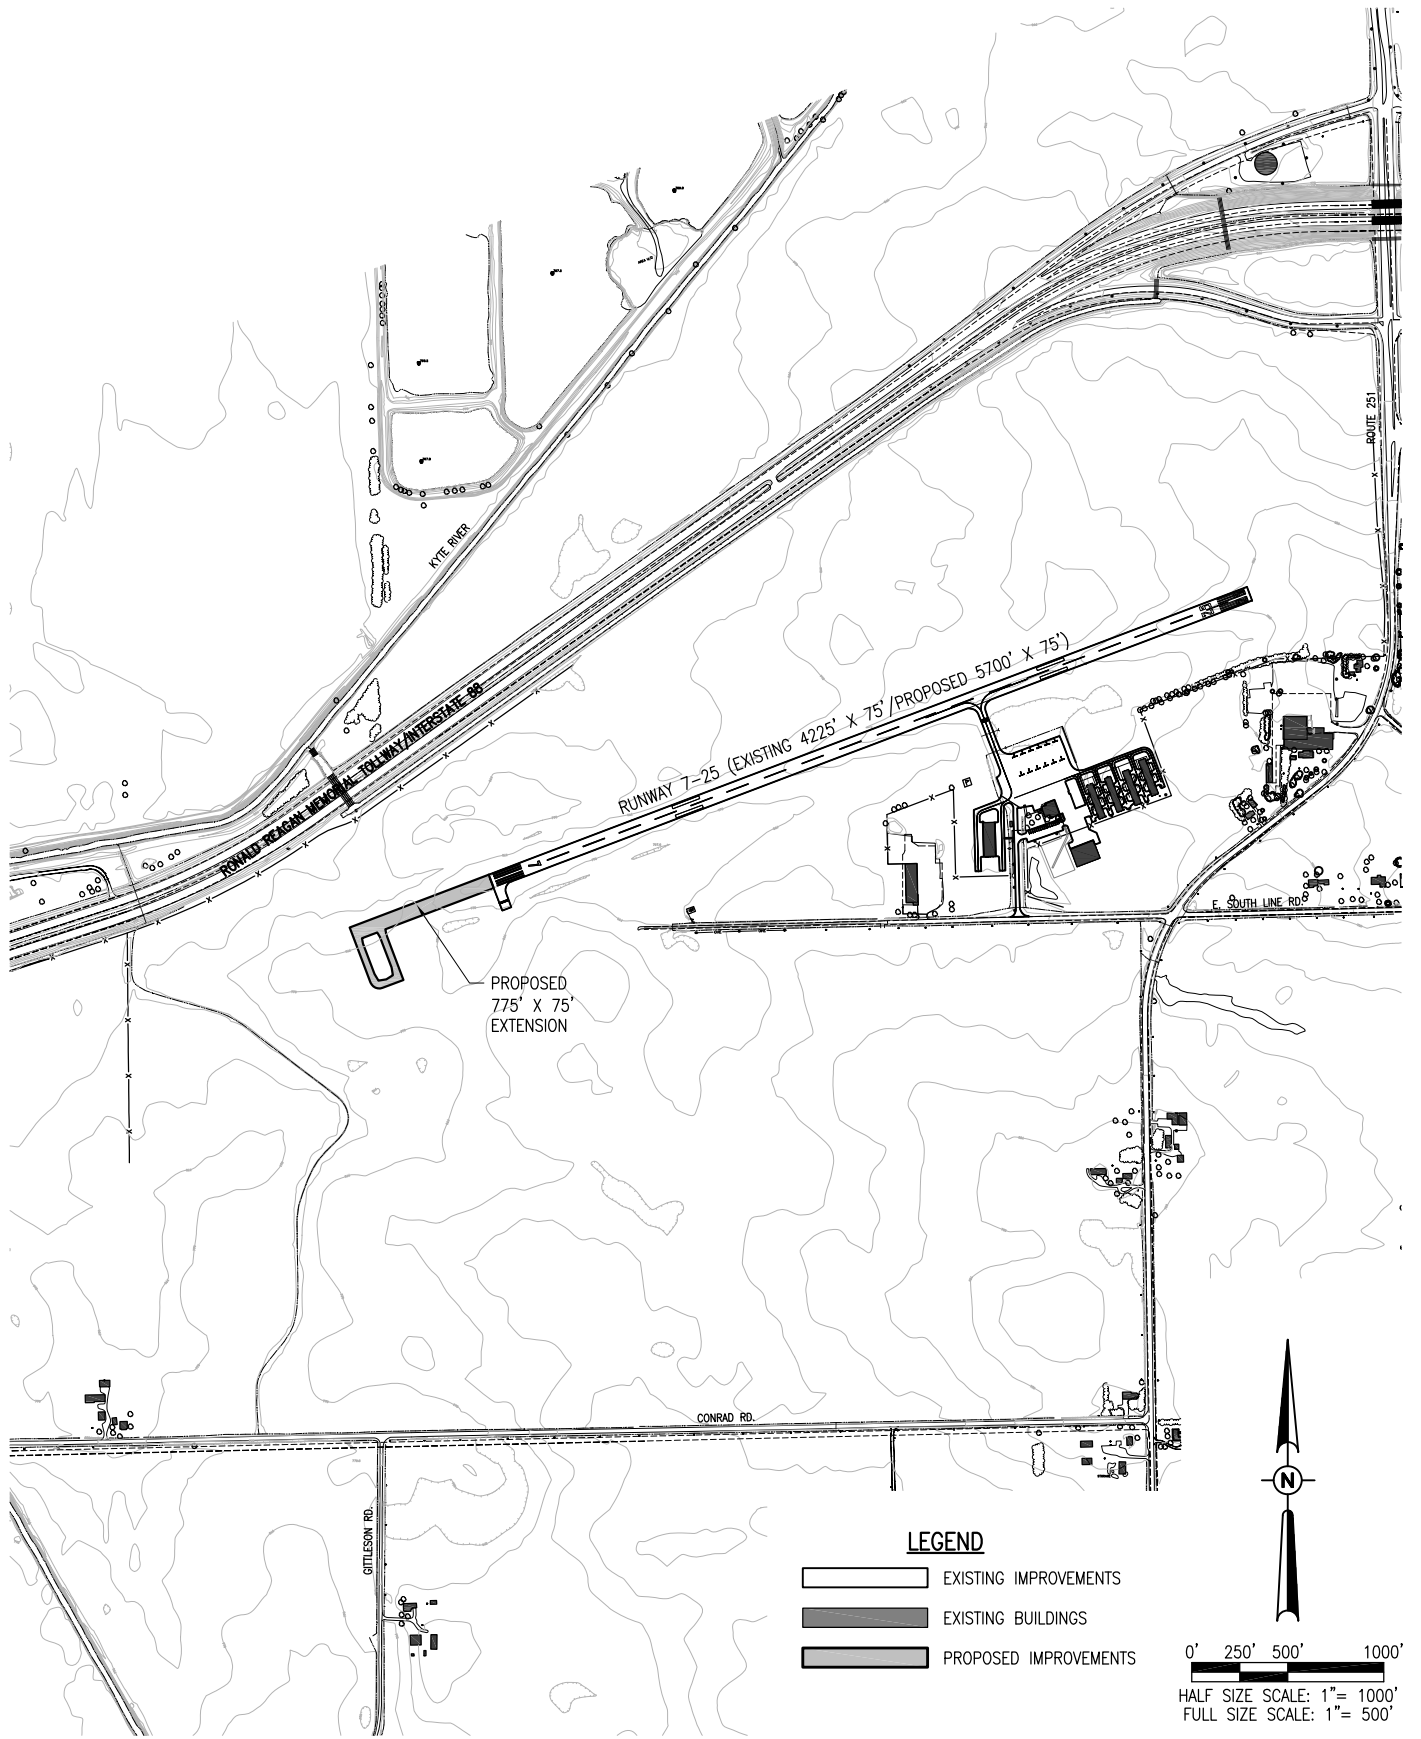 ROUTE 251
KYTE RIVER
RONALD REAGAN MEMORIAL TOLLWAY/INTERSTATE 88
RUNWAY 7-25 (EXISTING 4225' X 75'/PROPOSED 5700' X 75')
25
7
E. SOUTH LINE RD.
PROPOSED
775' X 75'
EXTENSION
CONRAD RD.
GITTLESON RD.
N
LEGEND
EXISTING IMPROVEMENTS
EXISTING BUILDINGS
PROPOSED IMPROVEMENTS
0' 250' 500' 1000'
HALF SIZE SCALE: 1"= 1000'
FULL SIZE SCALE: 1"= 500'